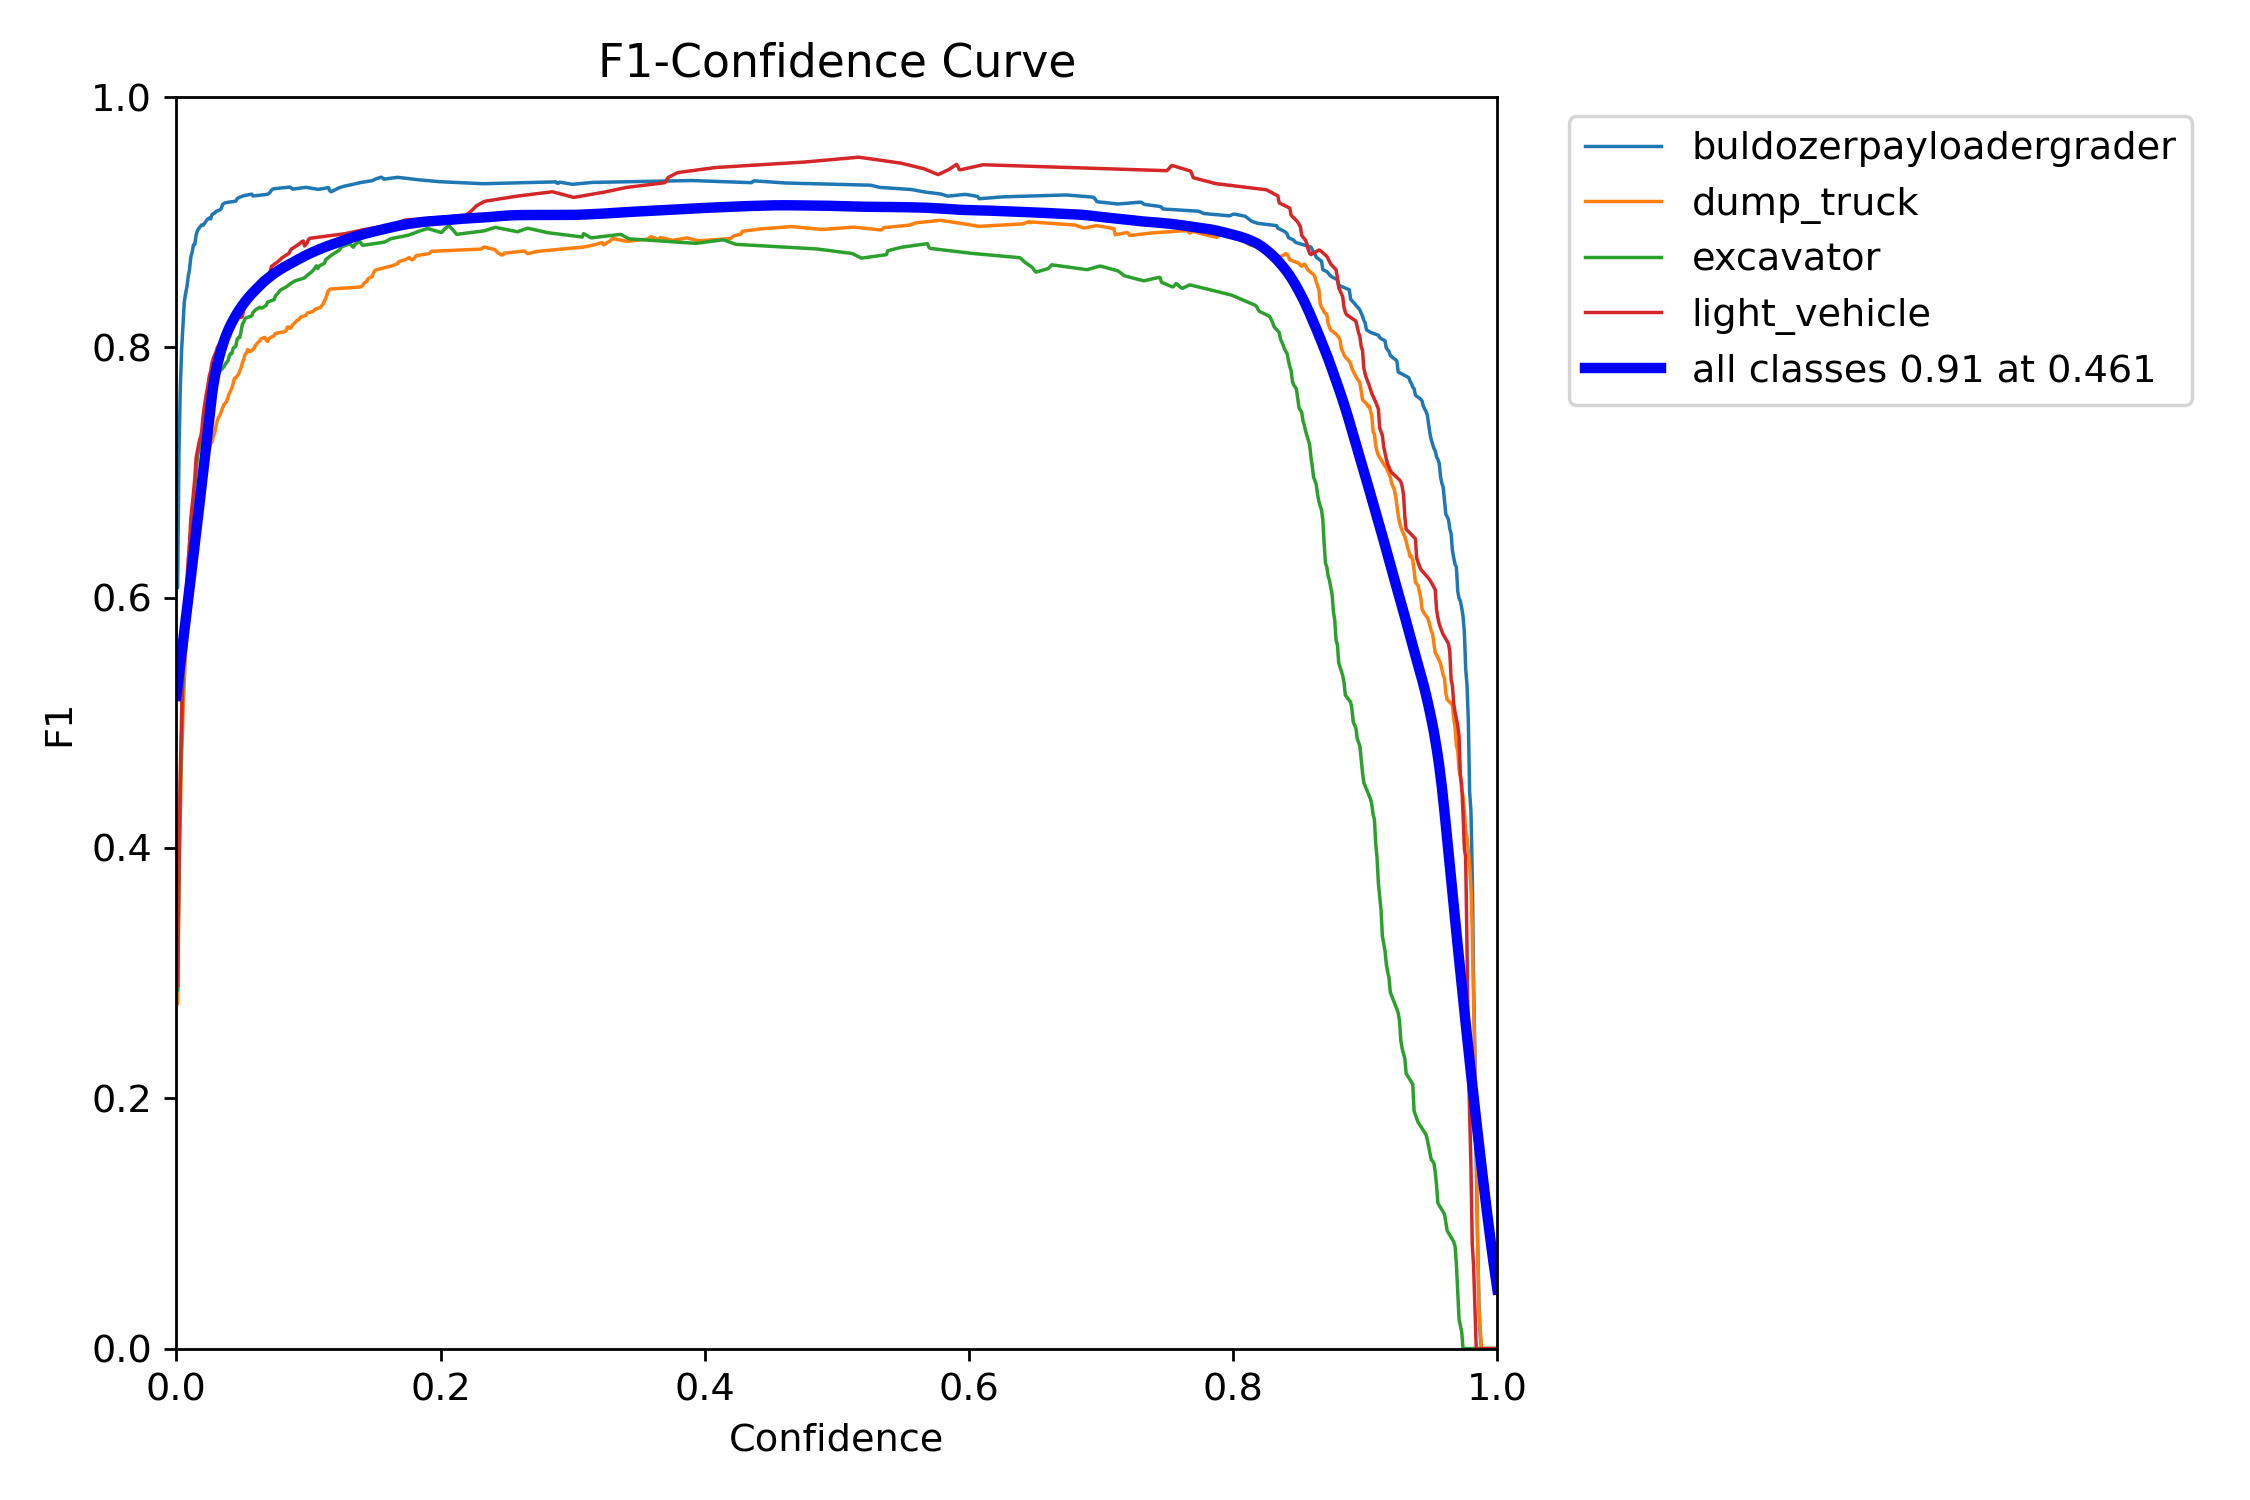 F1-Confidence Curve
1.0
0.8
0.6
0.4
0.2
0.0
F1
0.0 0.2 0.4 0.6 0.8 1.0
Confidence
buldozerpayloadergrader
dump_truck
excavator
light_vehicle
all classes 0.91 at 0.461